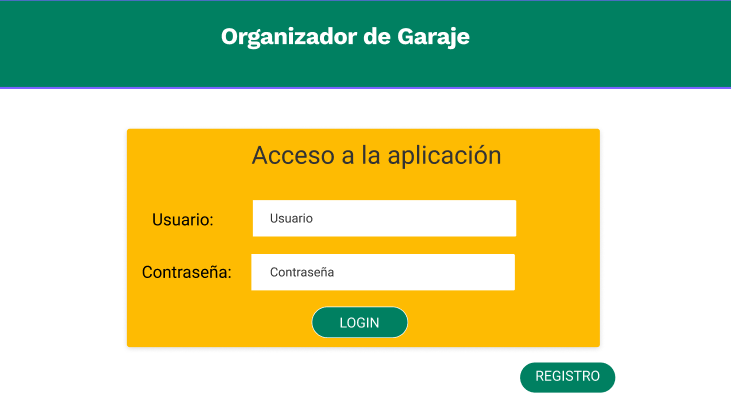 Organizador de Garaje
Acceso a la aplicación
Usuario: Usuario
Contraseña: Contraseña
LOGIN
REGISTRO